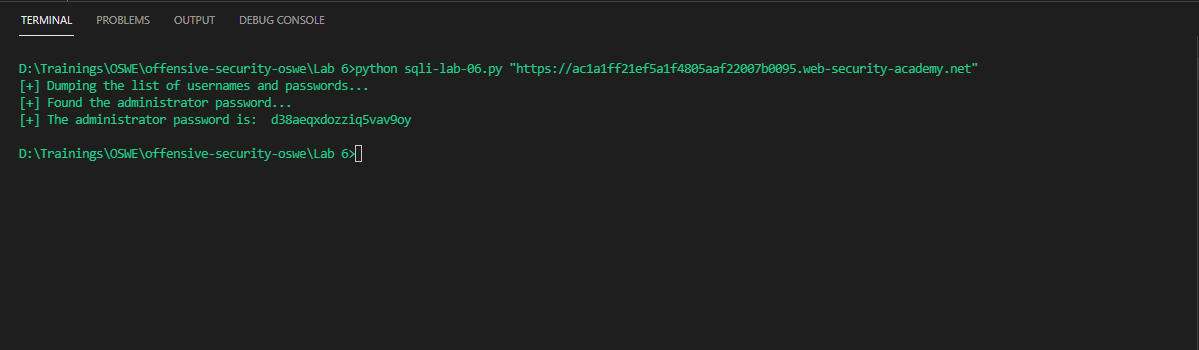 TERMINAL PROBLEMS OUTPUT DEBUG CONSOLE
D:\Trainings\OSWE\offensive-security-oswe\Lab 6>python sqli-lab-06.py "https://ac1a1ff21ef5a1f4805aaf22007b0095.web-security-academy.net"
[+] Dumping the list of usernames and passwords...
[+] Found the administrator password...
[+] The administrator password is:  d38aeqxdozziq5vav9oy
D:\Trainings\OSWE\offensive-security-oswe\Lab 6>